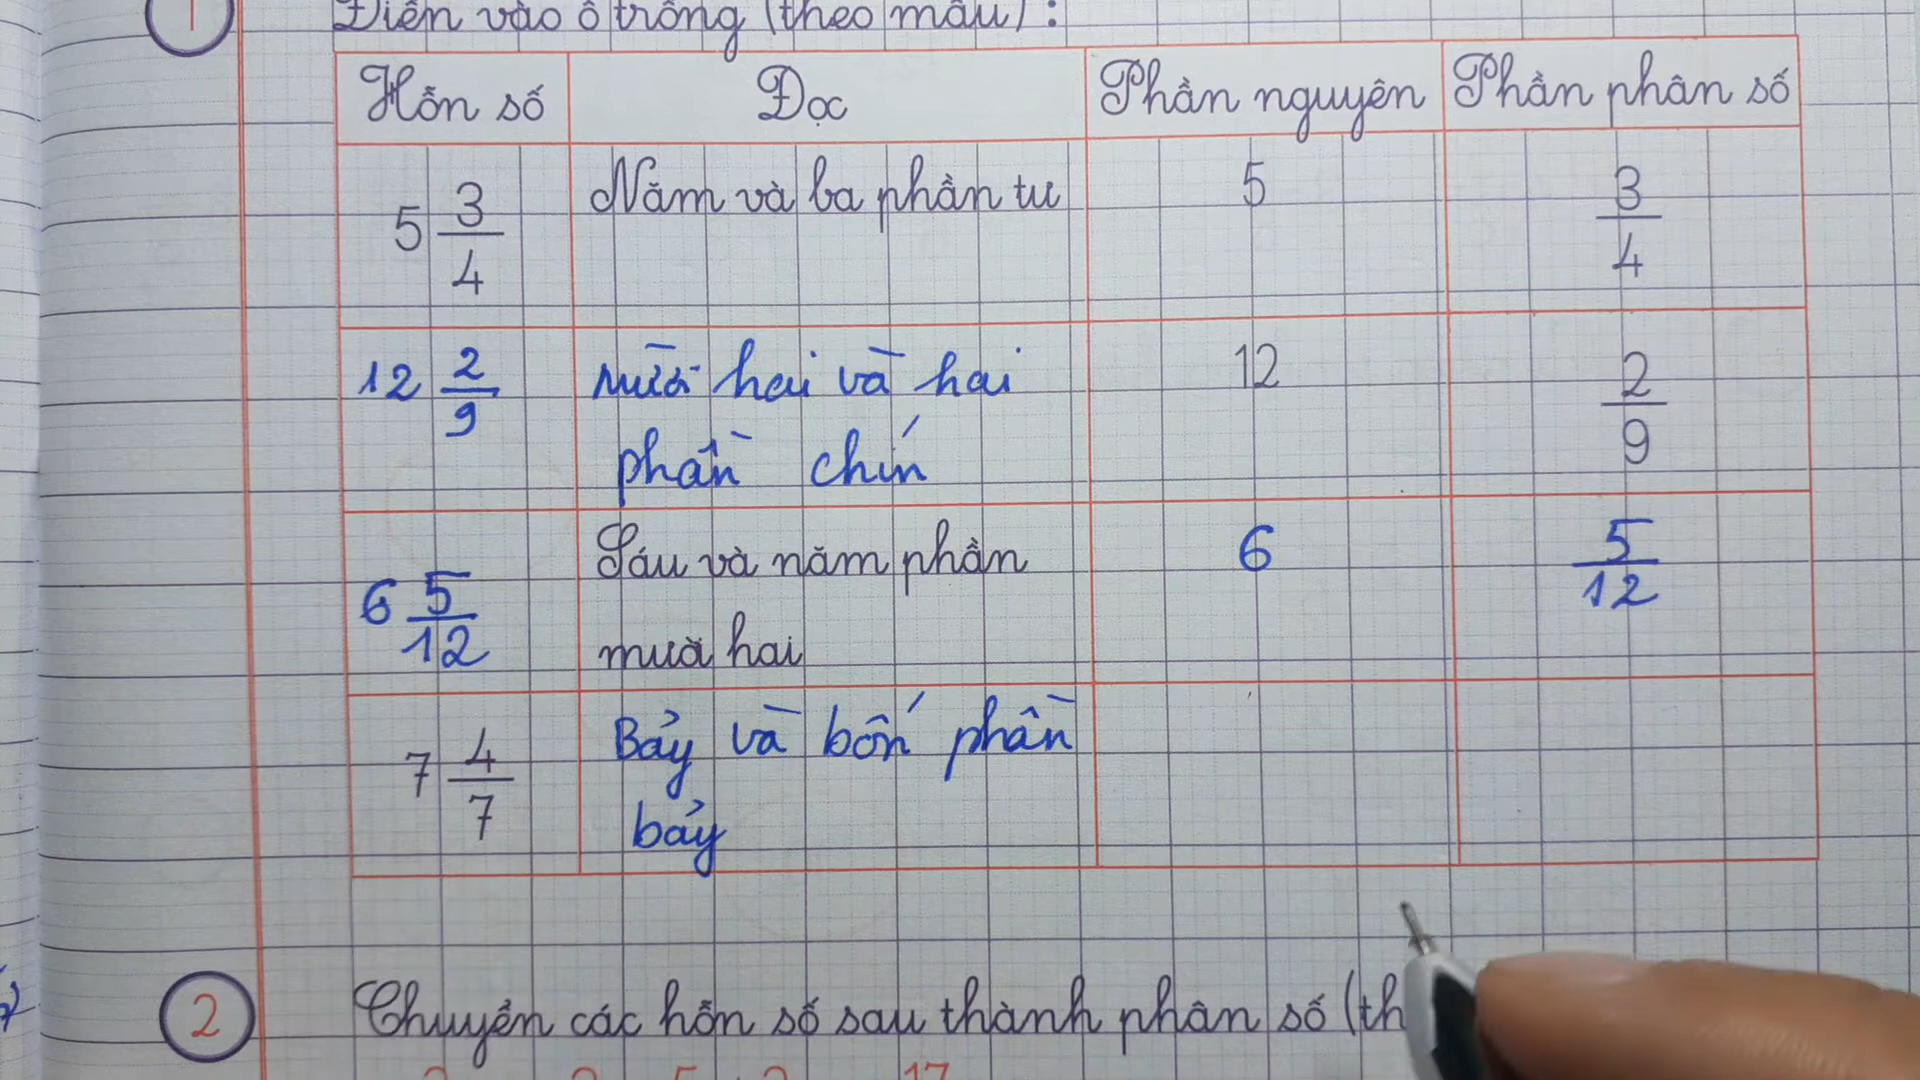 1
Điền vào ô trống (theo mẫu):
Hỗn số Đọc Phần nguyên Phần phân số
5 3/4 Năm và ba phần tư 5 3/4
12 2/9 Mười hai và hai 12 2/9
phần chín
6 5/12 Sáu và năm phần 6 5/12
mười hai
7 4/7 Bảy và bốn phần
bảy
2 Chuyển các hỗn số sau thành phân số (th